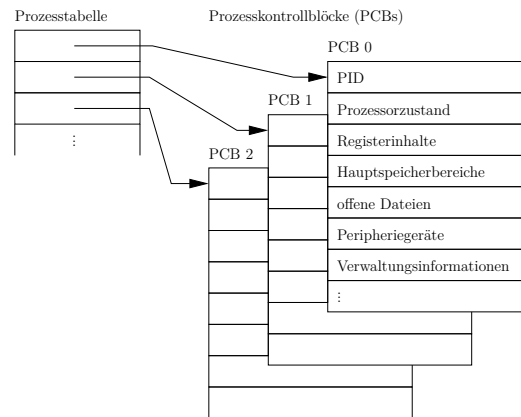 Prozesstabelle
Prozesskontrollblöcke (PCBs)
PCB 0
PID
PCB 1
Prozessorzustand
Registerinhalte
PCB 2
Hauptspeicherbereiche
offene Dateien
Peripheriegeräte
Verwaltungsinformationen
⋮
⋮